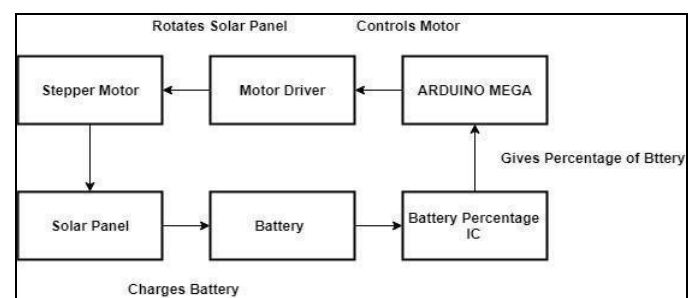 Rotates Solar Panel
Controls Motor
Stepper Motor
Motor Driver
ARDUINO MEGA
Gives Percentage of Bttery
Solar Panel
Battery
Battery Percentage
IC
Charges Battery